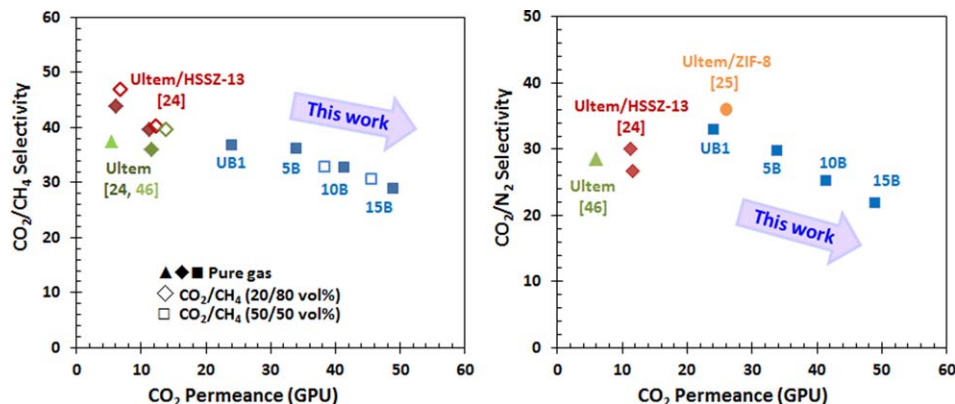 60
50
40
30
20
10
0
CO₂/CH₄ Selectivity
Ultem/HSSZ-13
[24]
This work
Ultem
[24, 46]
UB1
5B
10B
15B
Pure gas
CO₂/CH₄ (20/80 vol%)
CO₂/CH₄ (50/50 vol%)
0 10 20 30 40 50 60
CO₂ Permeance (GPU)
50
40
30
20
10
0
CO₂/N₂ Selectivity
Ultem/ZIF-8
[25]
Ultem/HSSZ-13
[24]
Ultem
[46]
UB1
5B
10B
15B
This work
0 10 20 30 40 50 60
CO₂ Permeance (GPU)